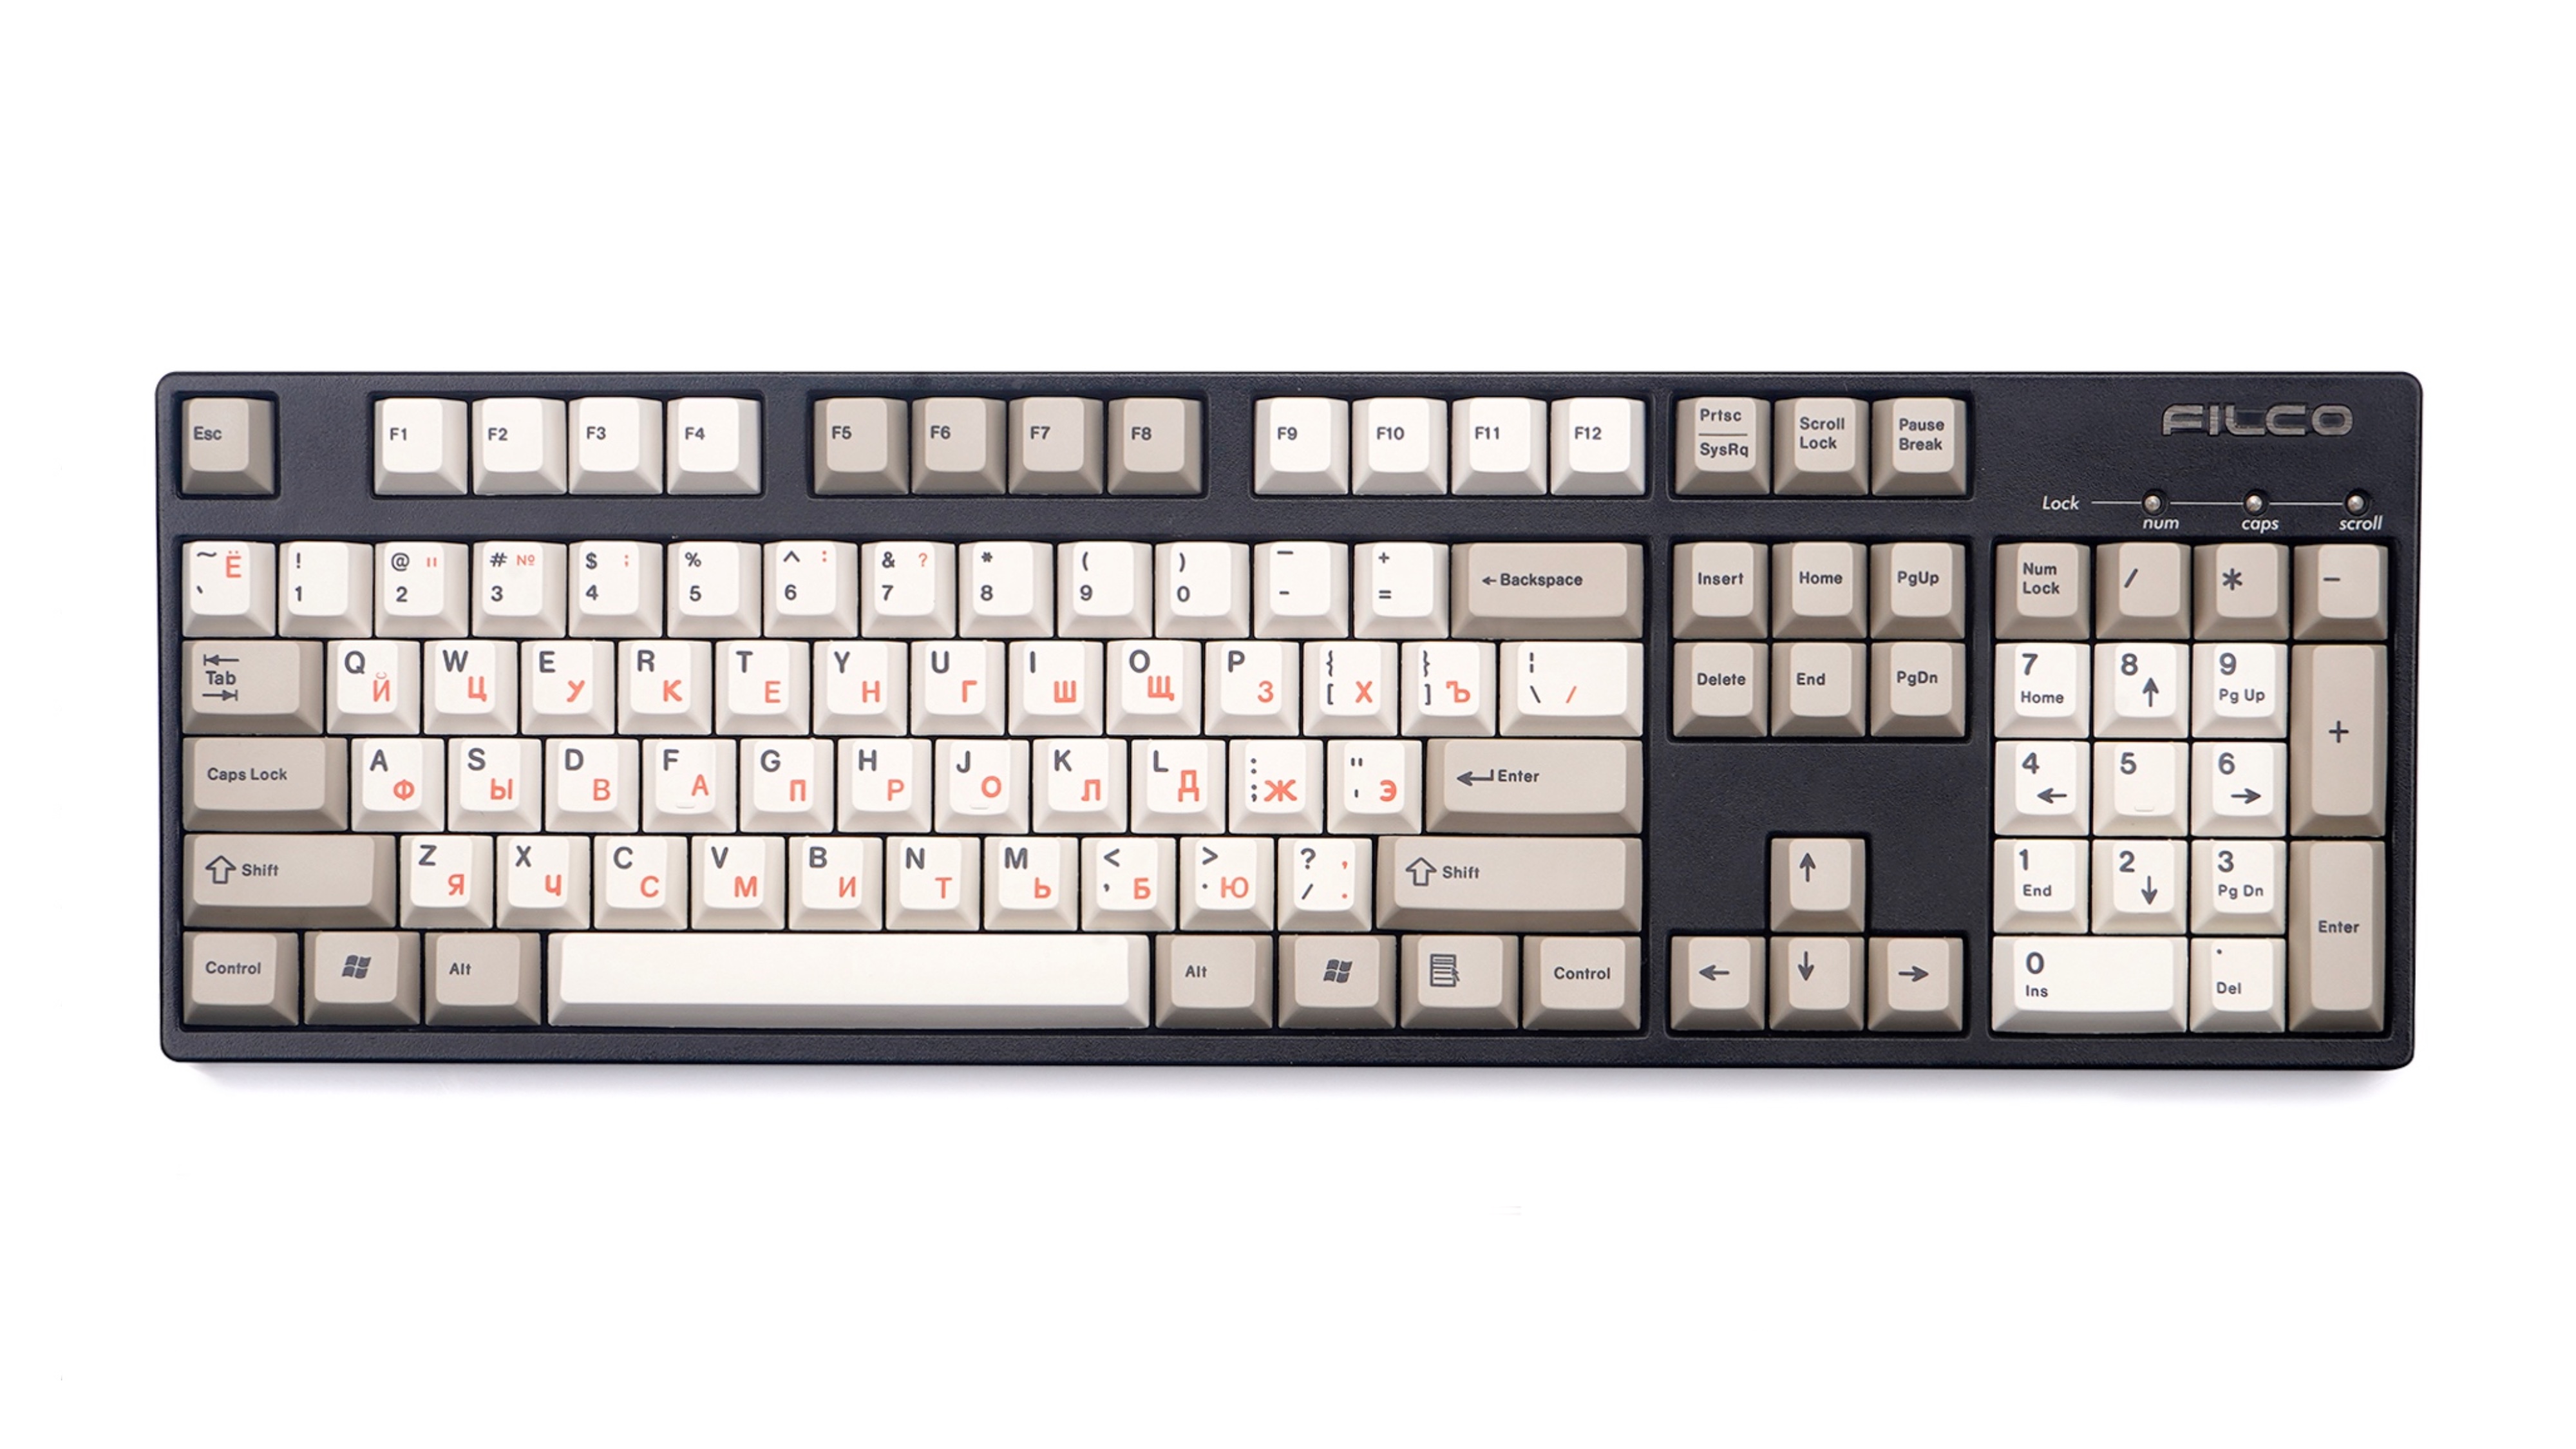 Esc F1 F2 F3 F4 F5 F6 F7 F8 F9 F10 F11 F12 Prtsc SysRq Scroll Lock Pause Break FILCO
Lock num caps scroll
~ Ё ` ! 1 @ " 2 # № 3 $ ; 4 % 5 ^ : 6 & ? 7 * 8 ( 9 ) 0 — - + = ←Backspace Insert Home PgUp Num Lock / * −
Tab Q Й W Ц E У R К T Е Y Н U Г I Ш O Щ P З { [ Х } ] Ъ ¦ \ / Delete End PgDn 7 Home 8 ↑ 9 Pg Up +
Caps Lock A Ф S Ы D В F А G П H Р J О K Л L Д : ; Ж " ' Э Enter 4 ← 5 6 →
Shift Z Я X Ч C С V М B И N Т M Ь < , Б > . Ю ? / , . Shift ↑ 1 End 2 ↓ 3 Pg Dn Enter
Control Alt Alt Control ← ↓ → 0 Ins . Del